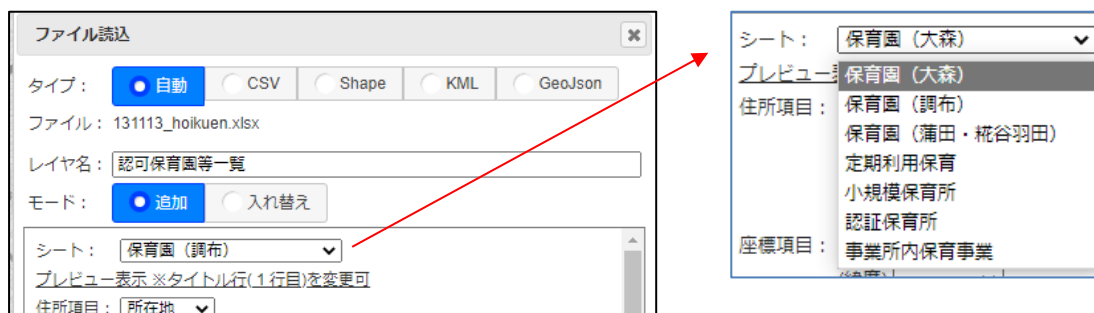 ファイル読込
タイプ： 自動 CSV Shape KML GeoJson
ファイル： 131113_hoikuen.xlsx
レイヤ名： 認可保育園等一覧
モード： 追加 入れ替え
シート： 保育園（調布）
プレビュー表示 ※タイトル行(１行目)を変更可
住所項目： 所在地
シート： 保育園（大森）
プレビュー
保育園（大森）
住所項目： 保育園（調布）
保育園（蒲田・糀谷羽田）
定期利用保育
小規模保育所
認証保育所
座標項目： 事業所内保育事業